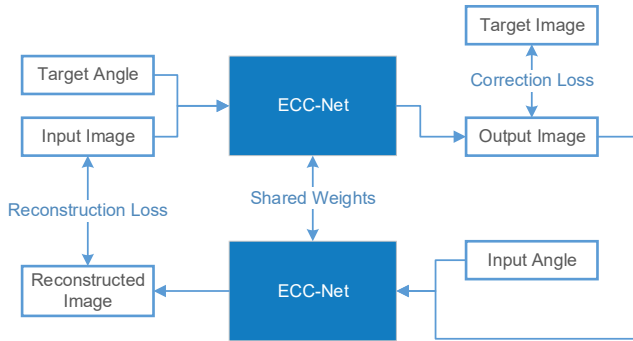 Target Image
Target Angle
Correction Loss
ECC-Net
Input Image
Output Image
Reconstruction Loss
Shared Weights
Input Angle
Reconstructed
Image
ECC-Net